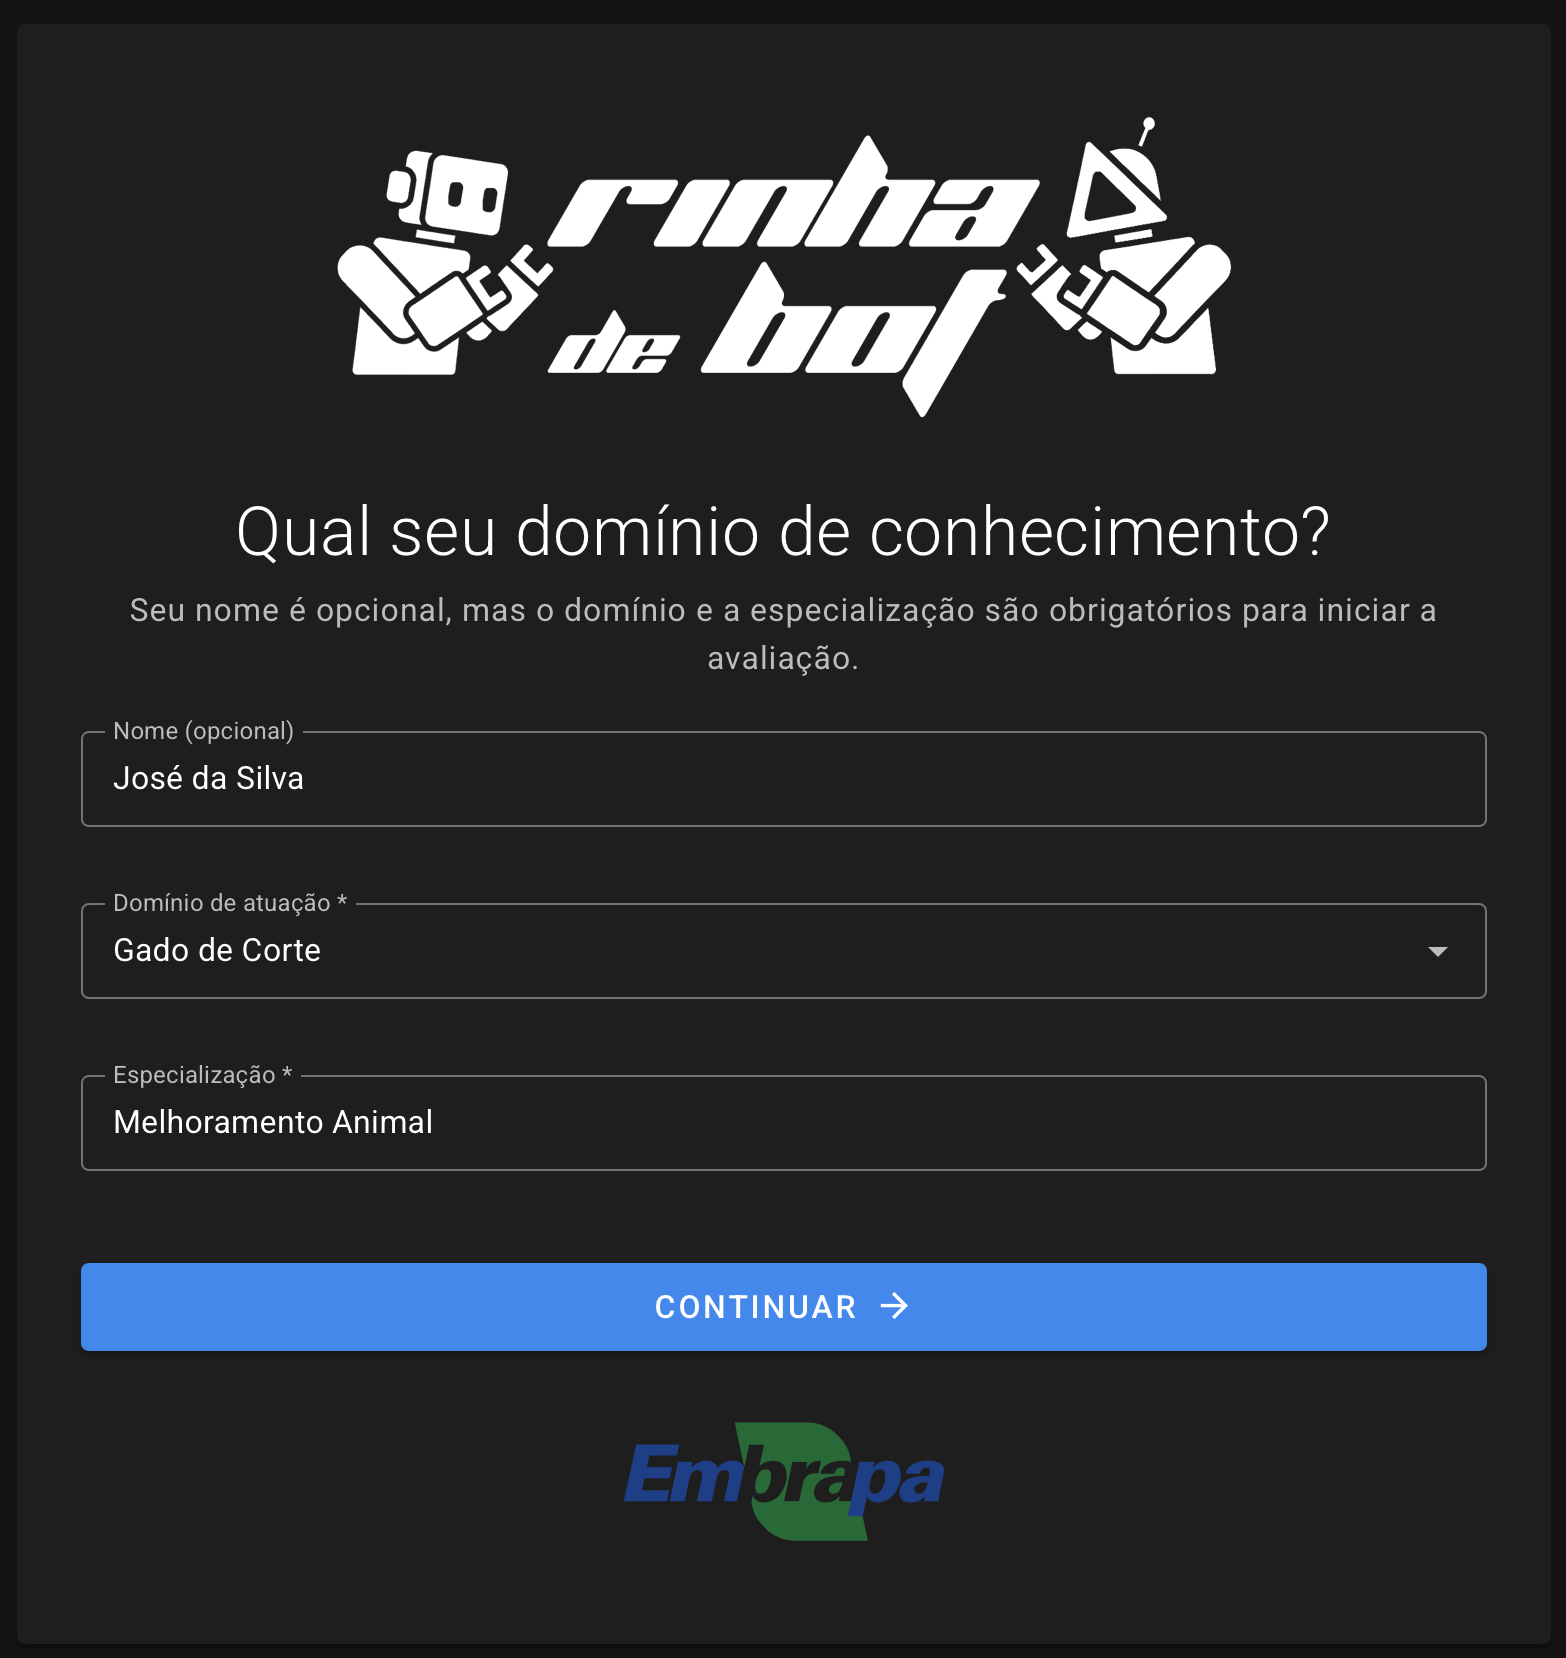 rinha
de bot
Qual seu domínio de conhecimento?
Seu nome é opcional, mas o domínio e a especialização são obrigatórios para iniciar a
avaliação.
Nome (opcional)
José da Silva
Domínio de atuação *
Gado de Corte
Especialização *
Melhoramento Animal
CONTINUAR
Embrapa